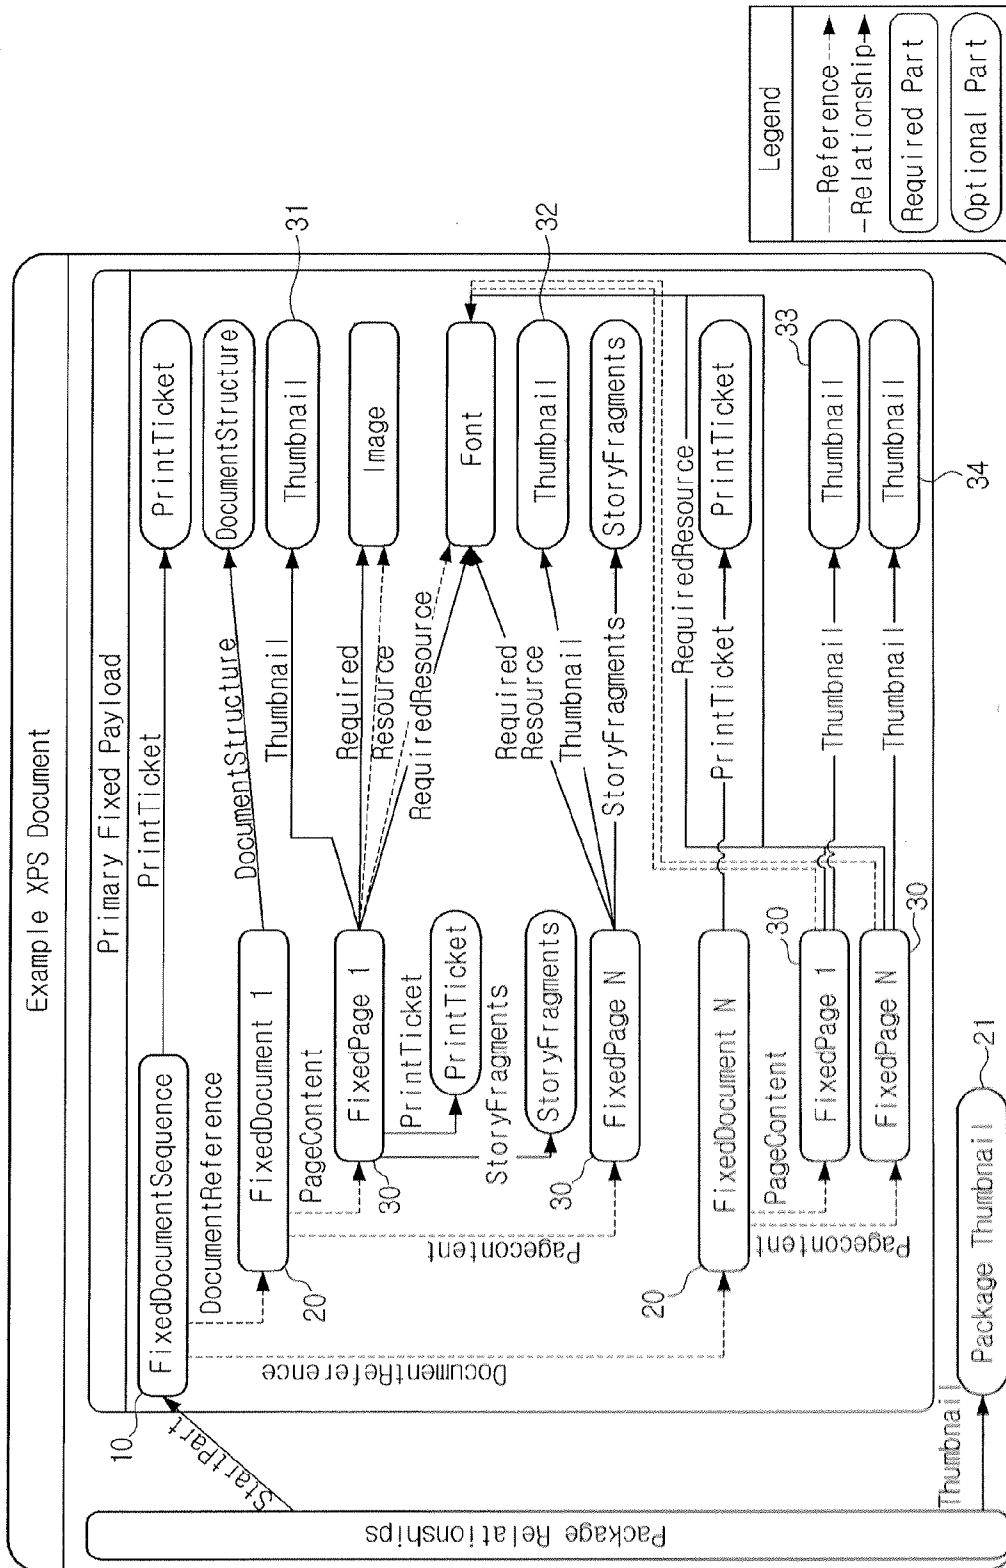 Example XPS Document
Package Relationships
StartPart
Thumbnail
Package Thumbnail
21
Primary Fixed Payload
10
FixedDocumentSequence
PrintTicket
PrintTicket
DocumentReference
DocumentReference
FixedDocument 1
20
DocumentStructure
DocumentStructure
PageContent
Pagecontent
FixedPage 1
30
Thumbnail
Thumbnail
31
Required
Resource
Image
RequiredResource
Font
PrintTicket
PrintTicket
StoryFragments
StoryFragments
FixedPage N
30
Required
Resource
Thumbnail
Thumbnail
32
StoryFragments
StoryFragments
FixedDocument N
20
PrintTicket
PrintTicket
RequiredResource
PageContent
Pagecontent
FixedPage 1
30
Thumbnail
Thumbnail
33
FixedPage N
30
Thumbnail
Thumbnail
34
Legend
Reference
Relationship
Required Part
Optional Part